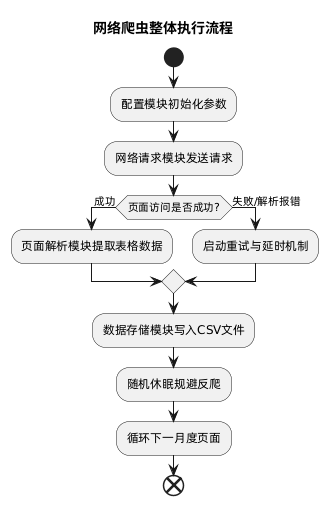 网络爬虫整体执行流程
配置模块初始化参数
网络请求模块发送请求
页面访问是否成功?
成功
失败/解析报错
页面解析模块提取表格数据
启动重试与延时机制
数据存储模块写入CSV文件
随机休眠规避反爬
循环下一月度页面